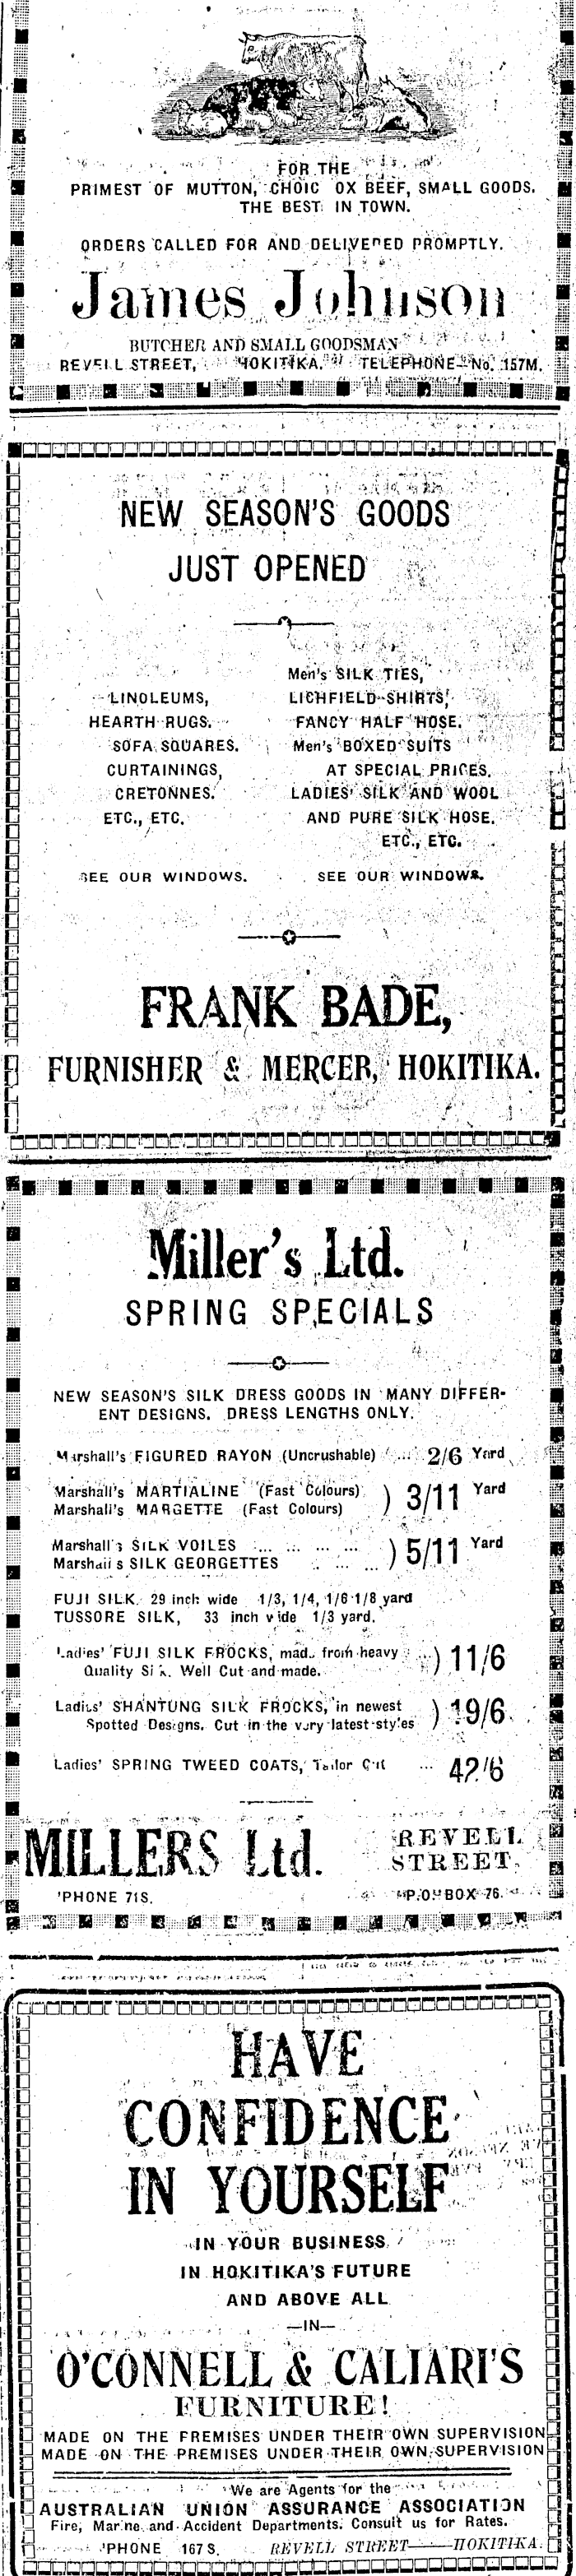 FOR THE
PRIMEST OF MUTTON, CHOIC OX BEEF, SMALL GOODS.
THE BEST IN TOWN.
ORDERS CALLED FOR AND DELIVERED PROMPTLY.
James Johnson
BUTCHER AND SMALL GOODSMAN
REVELL STREET, HOKITIKA. TELEPHONE—No. 157M.
NEW SEASON'S GOODS
JUST OPENED
LINOLEUMS,
HEARTH RUGS.
SOFA SQUARES.
CURTAININGS,
CRETONNES.
ETC., ETC.
SEE OUR WINDOWS.
Men's SILK TIES,
LICHFIELD SHIRTS,
FANCY HALF HOSE.
Men's BOXED SUITS
AT SPECIAL PRICES.
LADIES' SILK AND WOOL
AND PURE SILK HOSE.
ETC., ETC.
SEE OUR WINDOWS.
FRANK BADE,
FURNISHER & MERCER, HOKITIKA.
Miller's Ltd.
SPRING SPECIALS
NEW SEASON'S SILK DRESS GOODS IN MANY DIFFER-
ENT DESIGNS. DRESS LENGTHS ONLY.
Marshall's FIGURED RAYON (Uncrushable) ... 2/6 Yard
Marshall's MARTIALINE (Fast Colours)
Marshall's MARGETTE (Fast Colours) ) 3/11 Yard
Marshall's SILK VOILES ... ... ... ...
Marshall's SILK GEORGETTES ... ... ) 5/11 Yard
FUJI SILK. 29 inch wide 1/3, 1/4, 1/6 1/8 yard
TUSSORE SILK, 33 inch wide 1/3 yard.
Ladies' FUJI SILK FROCKS, made from heavy
Quality Silk. Well Cut and made. ) 11/6
Ladies' SHANTUNG SILK FROCKS, in newest
Spotted Designs. Cut in the very latest styles ) 19/6
Ladies' SPRING TWEED COATS, Tailor Cut ... 42/6
MILLERS Ltd. REVELL
STREET.
'PHONE 71S. P.O. BOX 76.
HAVE
CONFIDENCE
IN YOURSELF
IN YOUR BUSINESS
IN HOKITIKA'S FUTURE
AND ABOVE ALL
—IN—
O'CONNELL & CALIARI'S
FURNITURE!
MADE ON THE PREMISES UNDER THEIR OWN SUPERVISION
MADE ON THE PREMISES UNDER THEIR OWN SUPERVISION
We are Agents for the
AUSTRALIAN UNION ASSURANCE ASSOCIATION
Fire, Marine and Accident Departments. Consult us for Rates.
'PHONE 167S. REVELL STREET——HOKITIKA.